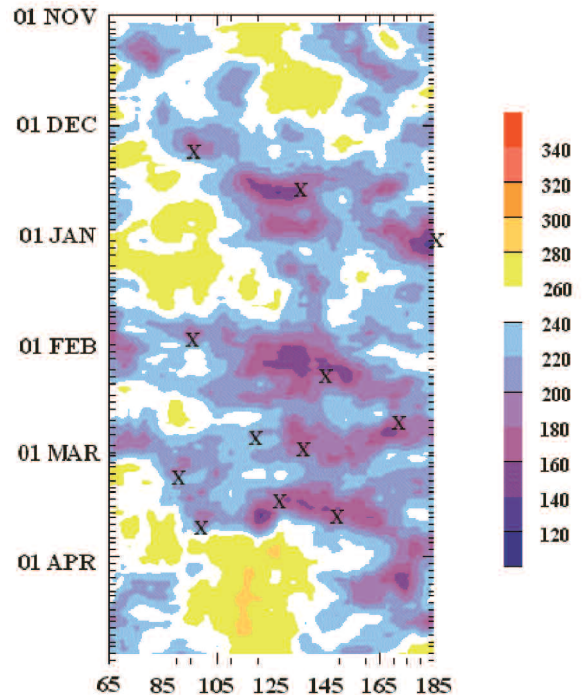 01 NOV
01 DEC
X
X
01 JAN
X
01 FEB
X
X
X
X
01 MAR
X
X
X
X
X
01 APR
65 85 105 125 145 165 185
340
320
300
280
260
240
220
200
180
160
140
120